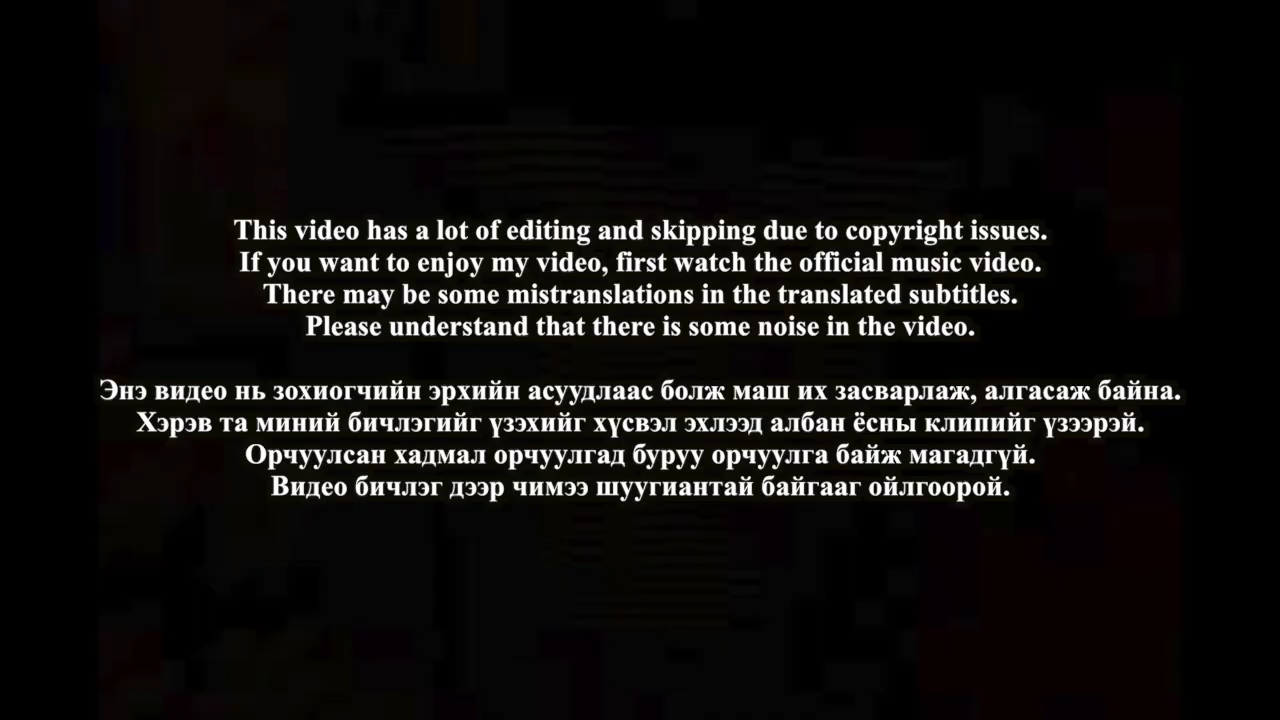 This video has a lot of editing and skipping due to copyright issues.
If you want to enjoy my video, first watch the official music video.
There may be some mistranslations in the translated subtitles.
Please understand that there is some noise in the video.
Энэ видео нь зохиогчийн эрхийн асуудлаас болж маш их засварлаж, алгасаж байна.
Хэрэв та миний бичлэгийг үзэхийг хүсвэл эхлээд албан ёсны клипийг үзээрэй.
Орчуулсан хадмал орчуулгад буруу орчуулга байж магадгүй.
Видео бичлэг дээр чимээ шуугиантай байгааг ойлгоорой.